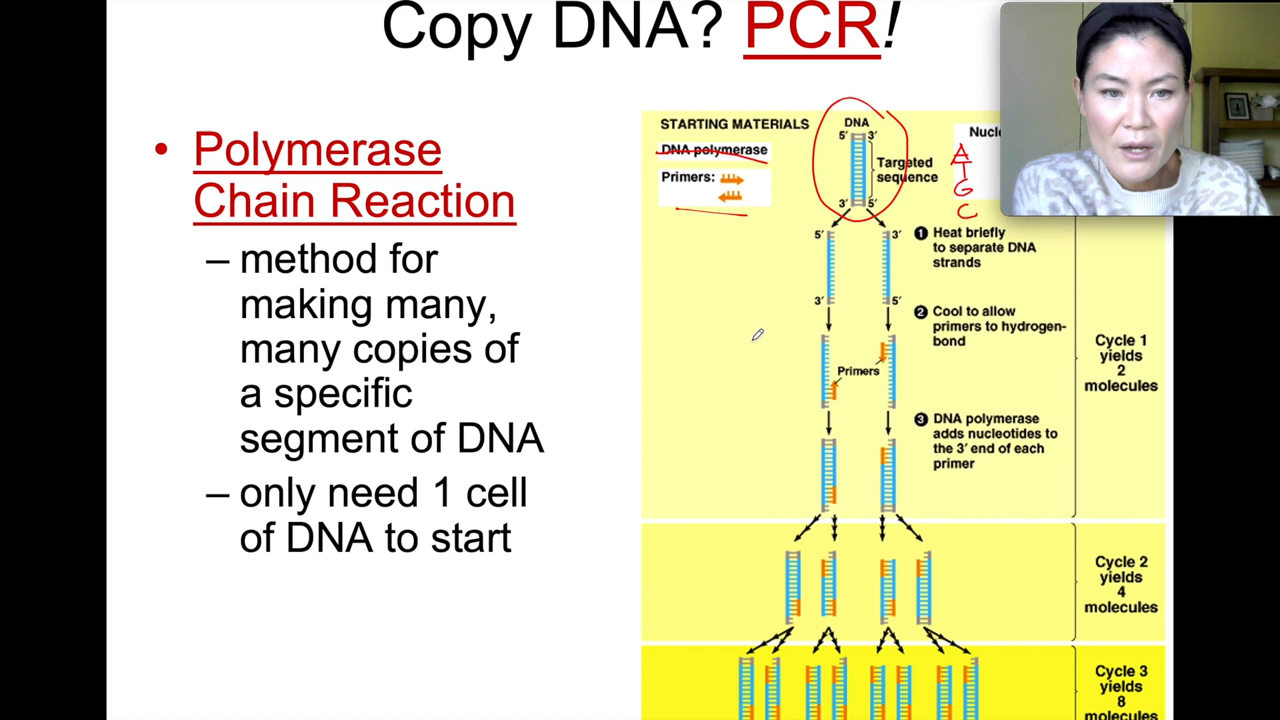 Copy DNA? PCR!
• Polymerase
Chain Reaction
– method for
making many,
many copies of
a specific
segment of DNA
– only need 1 cell
of DNA to start
STARTING MATERIALS
DNA polymerase
Primers:
DNA
5′ 3′
Targeted
sequence
3′ 5′
A
T
G
C
5′ 3′
3′ 5′
1 Heat briefly
to separate DNA
strands
2 Cool to allow
primers to hydrogen-
bond
Primers
3 DNA polymerase
adds nucleotides to
the 3′ end of each
primer
Cycle 1
yields
2
molecules
Cycle 2
yields
4
molecules
Cycle 3
yields
8
molecules